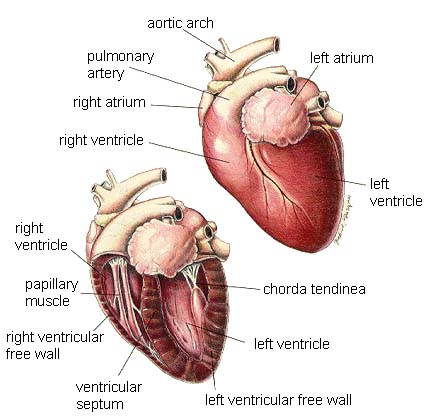 aortic arch
pulmonary
artery
left atrium
right atrium
right ventricle
left
ventricle
right
ventricle
papillary
muscle
chorda tendinea
right ventricular
free wall
left ventricle
ventricular
septum
left ventricular free wall